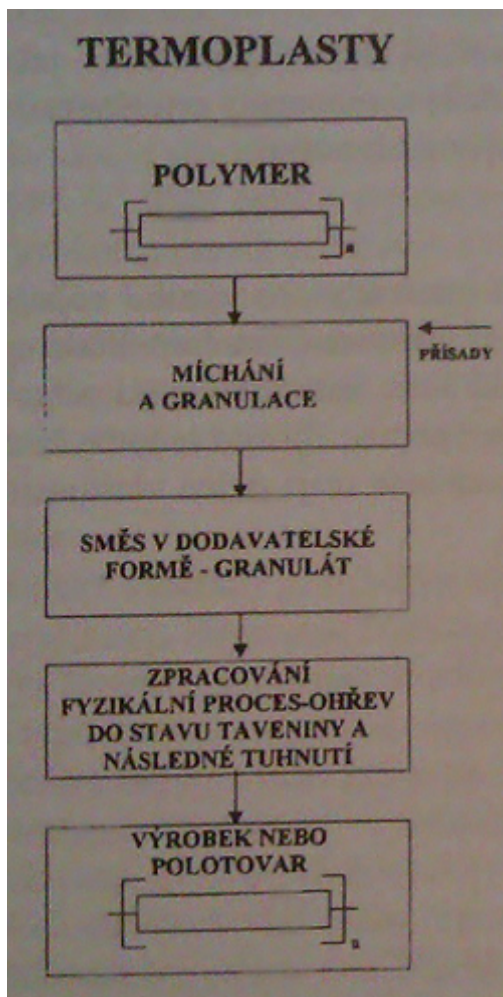 TERMOPLASTY
POLYMER
n
PŘÍSADY
MÍCHÁNÍ
A GRANULACE
SMĚS V DODAVATELSKÉ
FORMĚ - GRANULÁT
ZPRACOVÁNÍ
FYZIKÁLNÍ PROCES-OHŘEV
DO STAVU TAVENINY A
NÁSLEDNÉ TUHNUTÍ
VÝROBEK NEBO
POLOTOVAR
n